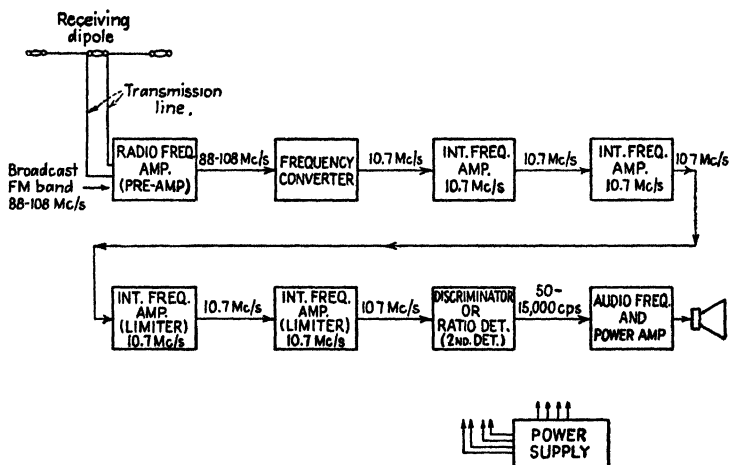 Receiving
dipole
Transmission
line.
Broadcast
FM band
88-108 Mc/s
RADIO FREQ.
AMP.
(PRE-AMP)
88-108 Mc/s
FREQUENCY
CONVERTER
10.7 Mc/s
INT. FREQ.
AMP.
10.7 Mc/s
10.7 Mc/s
INT. FREQ.
AMP.
10.7 Mc/s
10 7 Mc/s
INT. FREQ.
AMP.
(LIMITER)
10.7 Mc/s
10.7 Mc/s
INT. FREQ.
AMP.
(LIMITER)
10.7 Mc/s
10 7 Mc/s
DISCRIMINATOR
OR
RATIO DET.
(2ND. DET.)
50-
15,000 cps
AUDIO FREQ.
AND
POWER AMP
POWER
SUPPLY